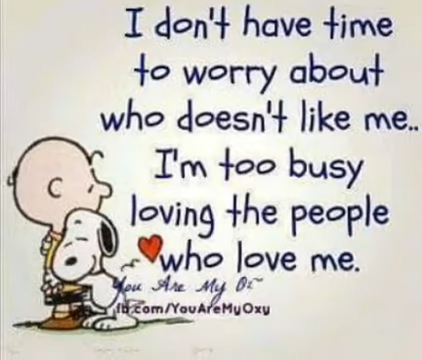 I don't have time
to worry about
who doesn't like me..
I'm too busy
loving the people
who love me.
You Are My Ox~
fb.com/YouAreMyOxy